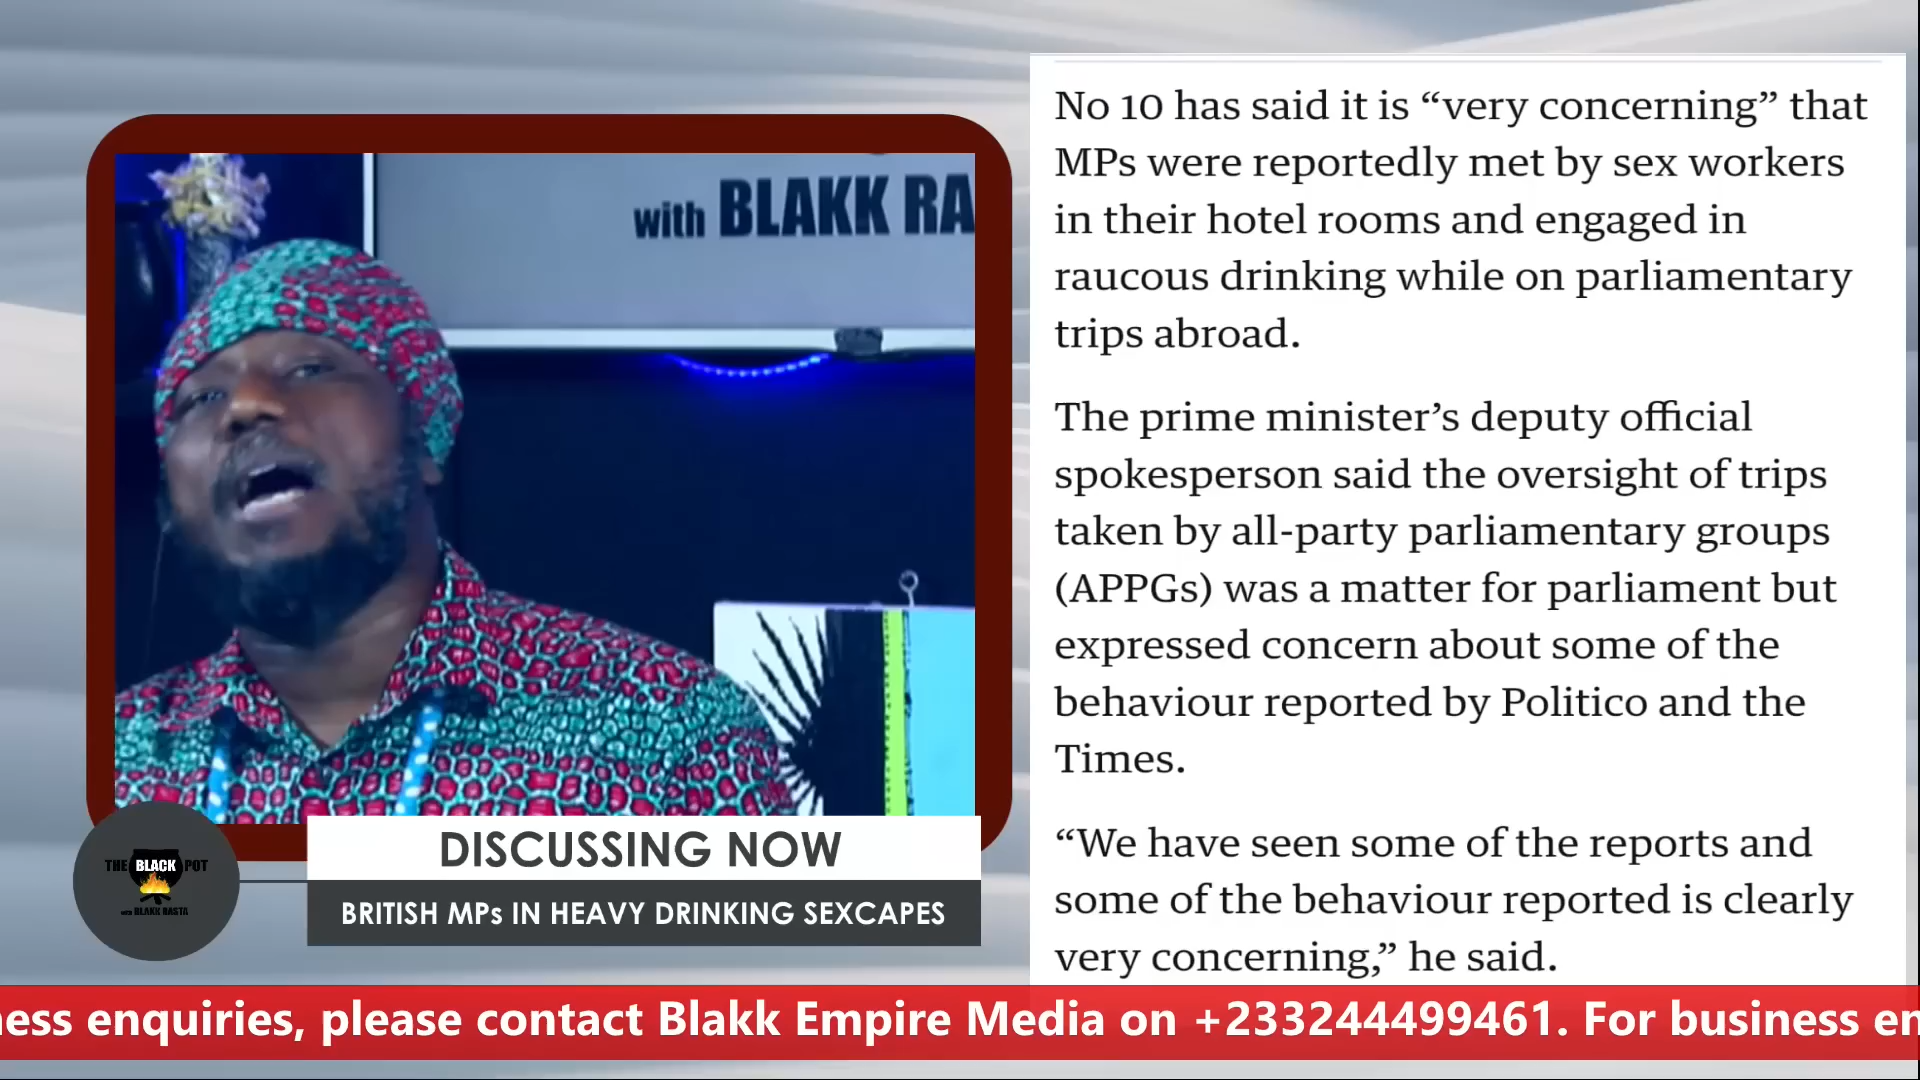 with BLAKK RA
No 10 has said it is “very concerning” that
MPs were reportedly met by sex workers
in their hotel rooms and engaged in
raucous drinking while on parliamentary
trips abroad.
The prime minister’s deputy official
spokesperson said the oversight of trips
taken by all-party parliamentary groups
(APPGs) was a matter for parliament but
expressed concern about some of the
behaviour reported by Politico and the
Times.
“We have seen some of the reports and
some of the behaviour reported is clearly
very concerning,” he said.
DISCUSSING NOW
BRITISH MPs IN HEAVY DRINKING SEXCAPES
THE BLACK POT
with BLAKK RASTA
ness enquiries, please contact Blakk Empire Media on +233244499461. For business en